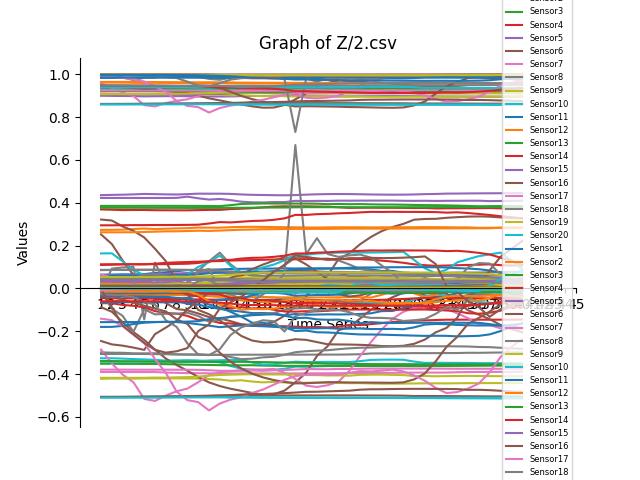 Graph of Z/2.csv
Values
1.0
0.8
0.6
0.4
0.2
0.0
−0.2
−0.4
−0.6
Time Series
Sensor3
Sensor4
Sensor5
Sensor6
Sensor7
Sensor8
Sensor9
Sensor10
Sensor11
Sensor12
Sensor13
Sensor14
Sensor15
Sensor16
Sensor17
Sensor18
Sensor19
Sensor20
Sensor1
Sensor2
Sensor3
Sensor4
Sensor5
Sensor6
Sensor7
Sensor8
Sensor9
Sensor10
Sensor11
Sensor12
Sensor13
Sensor14
Sensor15
Sensor16
Sensor17
Sensor18